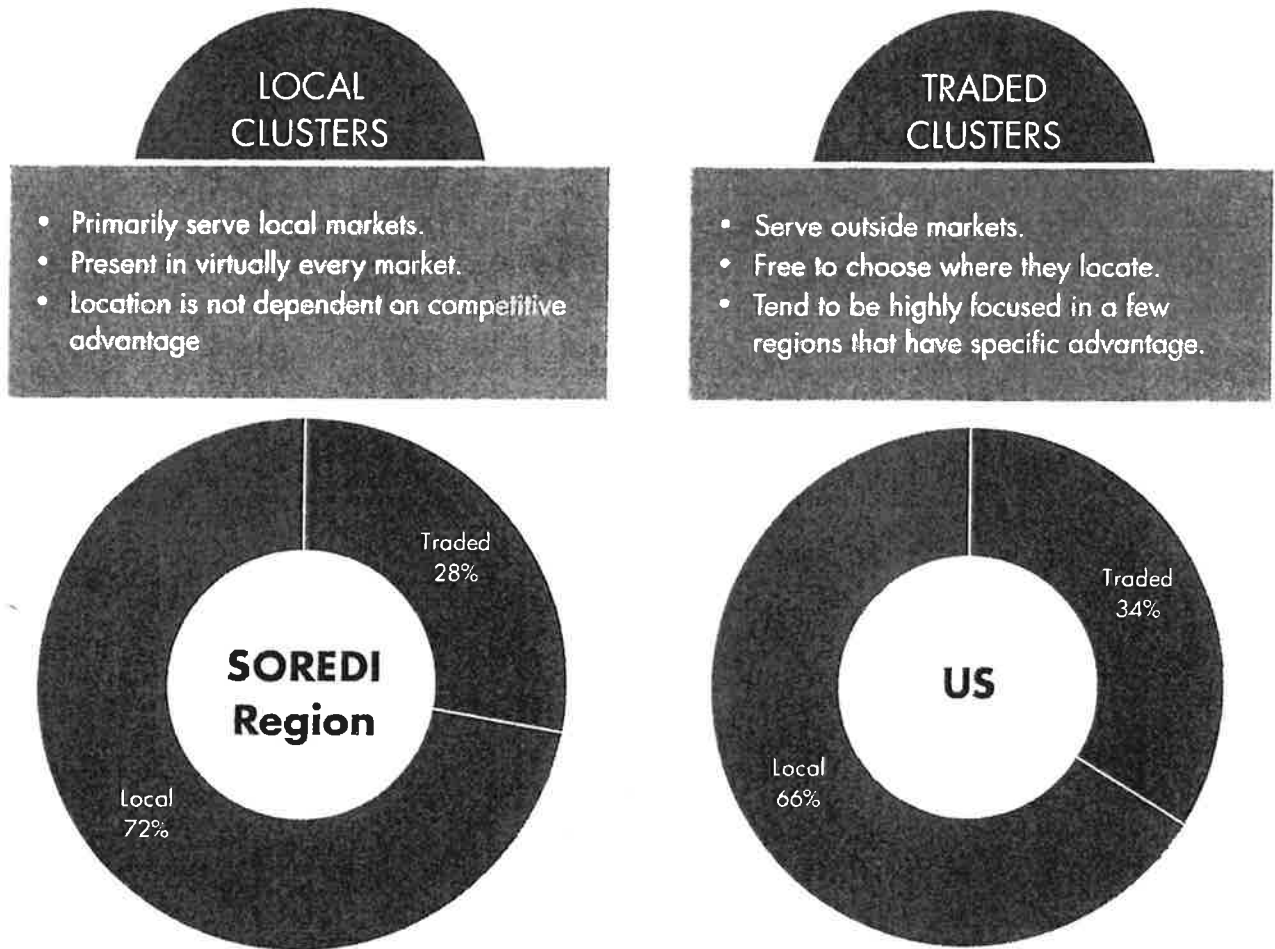 LOCAL
CLUSTERS
• Primarily serve local markets.
• Present in virtually every market.
• Location is not dependent on competitive
advantage
TRADED
CLUSTERS
• Serve outside markets.
• Free to choose where they locate.
• Tend to be highly focused in a few
regions that have specific advantage.
Traded
28%
SOREDI
Region
Local
72%
Traded
34%
US
Local
66%